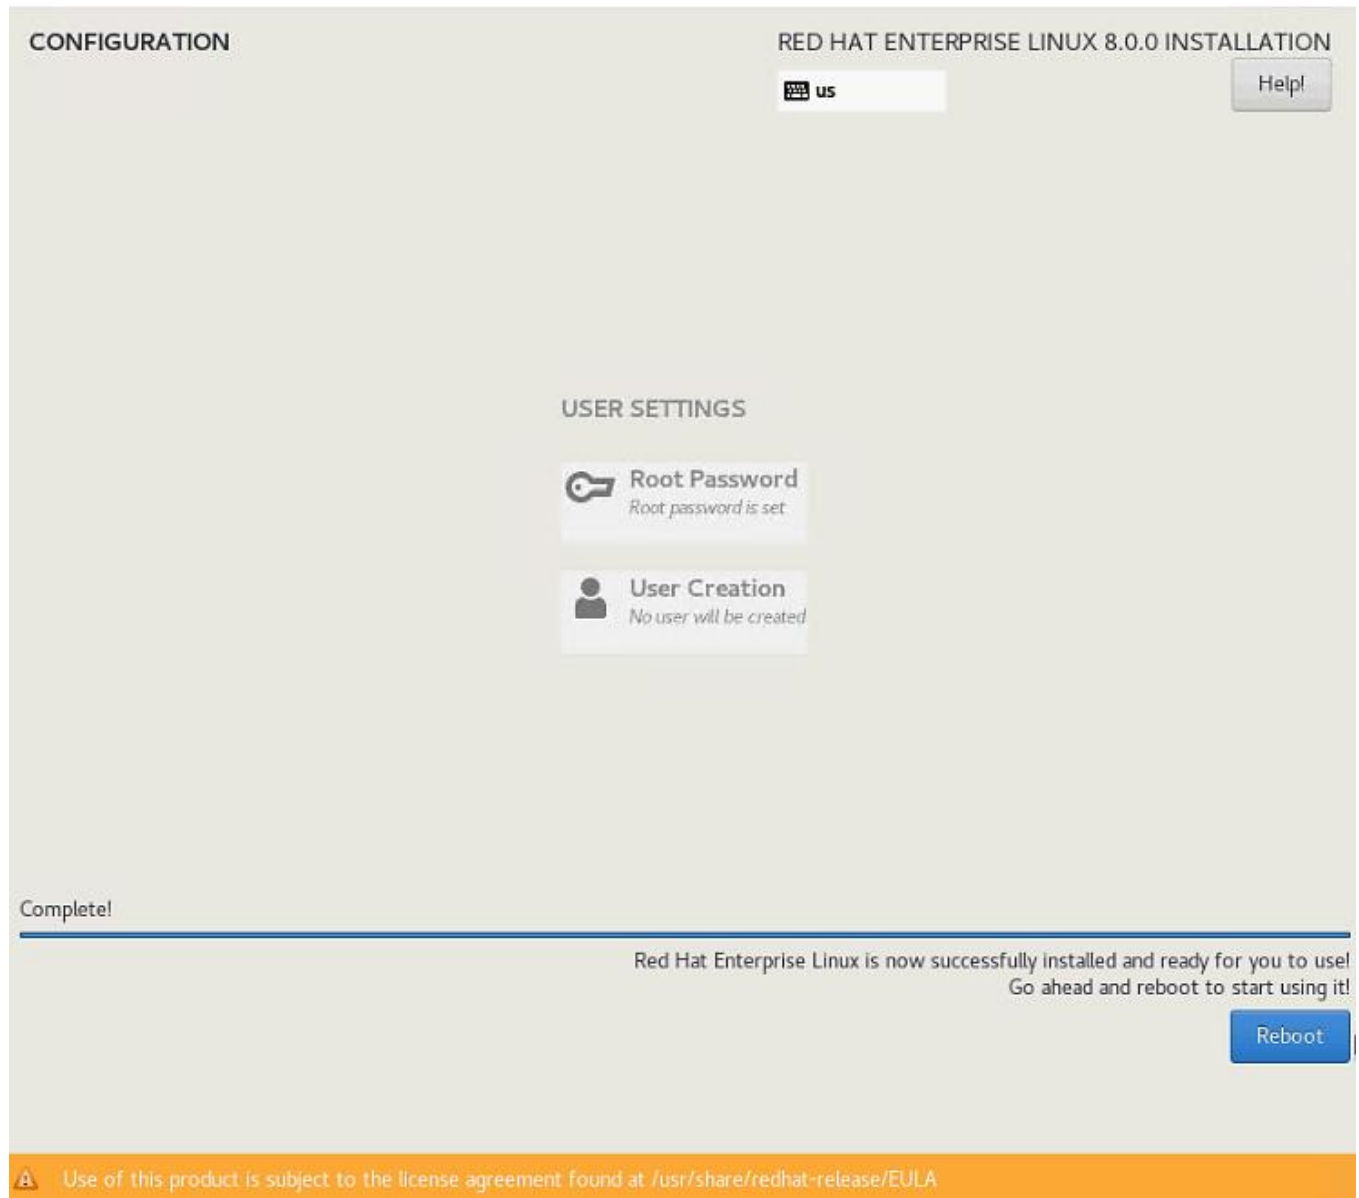 CONFIGURATION
RED HAT ENTERPRISE LINUX 8.0.0 INSTALLATION
us
Help!
USER SETTINGS
Root Password
Root password is set
User Creation
No user will be created
Complete!
Red Hat Enterprise Linux is now successfully installed and ready for you to use!
Go ahead and reboot to start using it!
Reboot
Use of this product is subject to the license agreement found at /usr/share/redhat-release/EULA